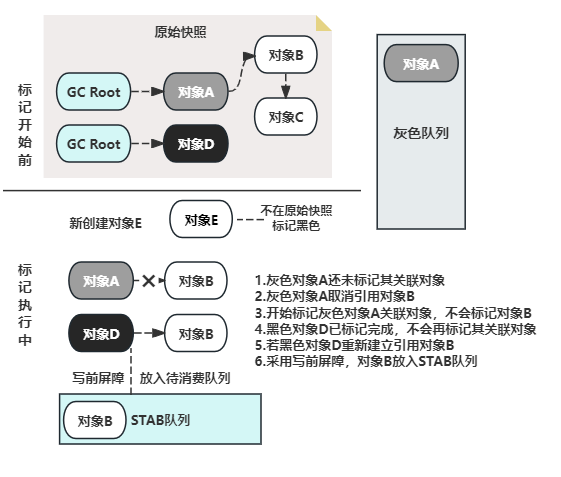 原始快照
标记开始前
GC Root
对象A
对象B
对象C
GC Root
对象D
对象A
灰色队列
新创建对象E
对象E
不在原始快照
标记黑色
标记执行中
对象A
对象B
对象D
对象B
写前屏障
放入待消费队列
对象B
STAB队列
1.灰色对象A还未标记其关联对象
2.灰色对象A取消引用对象B
3.开始标记灰色对象A关联对象，不会标记对象B
4.黑色对象D已标记完成，不会再标记其关联对象
5.若黑色对象D重新建立引用对象B
6.采用写前屏障，对象B放入STAB队列